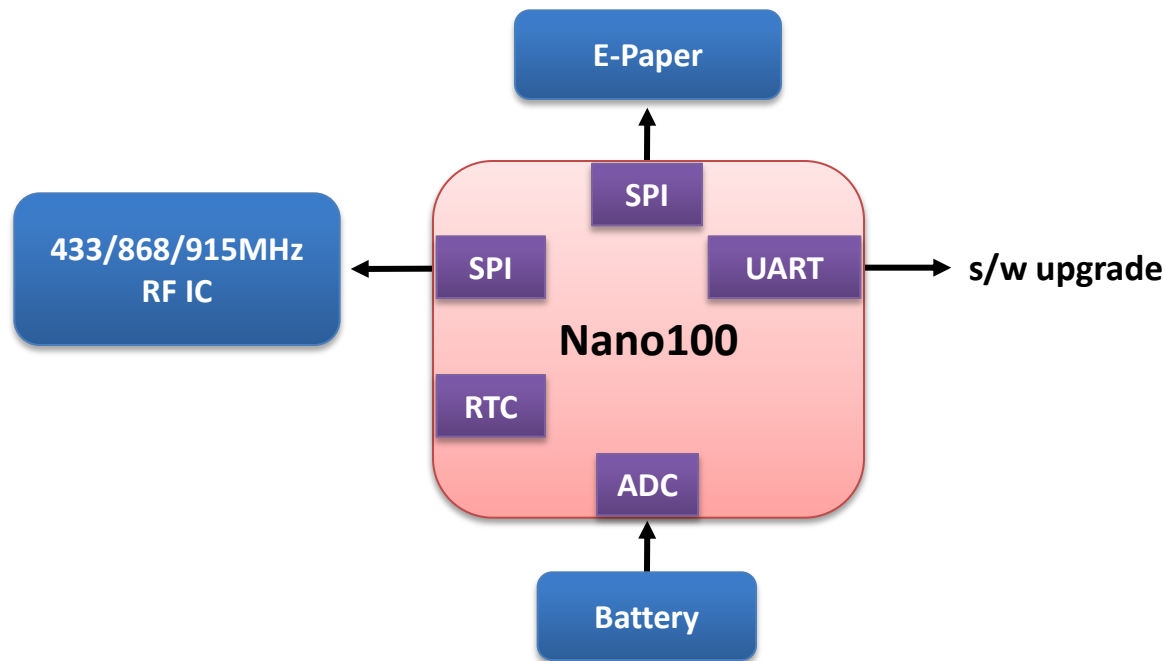 E-Paper
SPI
433/868/915MHz
RF IC
SPI
UART
s/w upgrade
Nano100
RTC
ADC
Battery